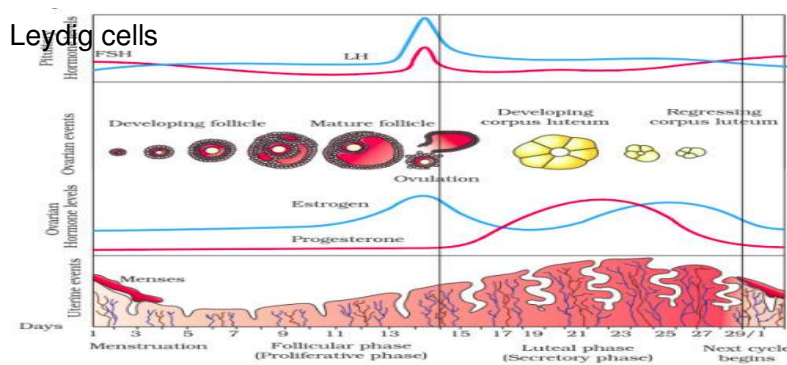 Leydig cells
Hormone levels
FSH
LH
Ovarian events
Developing follicle
Mature follicle
Ovulation
Developing
corpus luteum
Regressing
corpus luteum
Ovarian
Hormone levels
Estrogen
Progesterone
Uterine events
Menses
Days
1 3 5 7 9 11 13 15 17 19 21 23 25 27 29/1
Menstruation
Follicular phase
(Proliferative phase)
Luteal phase
(Secretory phase)
Next cycle
begins